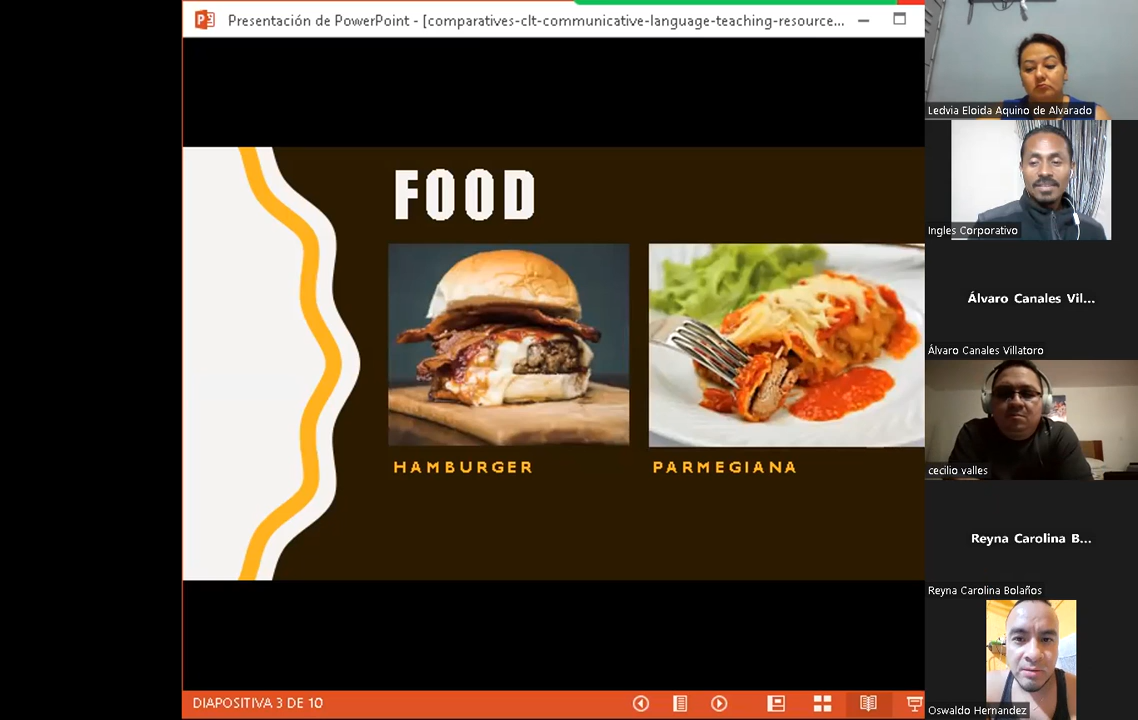 Presentación de PowerPoint - [comparatives-clt-communicative-language-teaching-resource...
FOOD
HAMBURGER
PARMEGIANA
DIAPOSITIVA 3 DE 10
Ledvia Eloida Aquino de Alvarado
Ingles Corporativo
Álvaro Canales Vil...
Álvaro Canales Villatoro
cecilio valles
Reyna Carolina B...
Reyna Carolina Bolaños
Oswaldo Hernandez